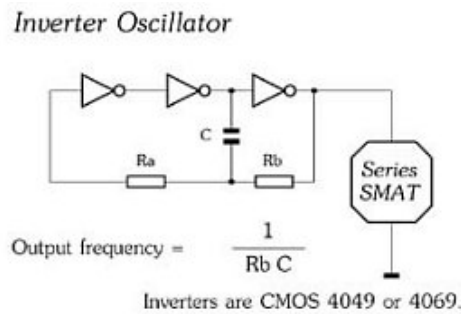 Inverter Oscillator
C
Ra
Rb
Series
SMAT
Output frequency =
1
Rb C
Inverters are CMOS 4049 or 4069.